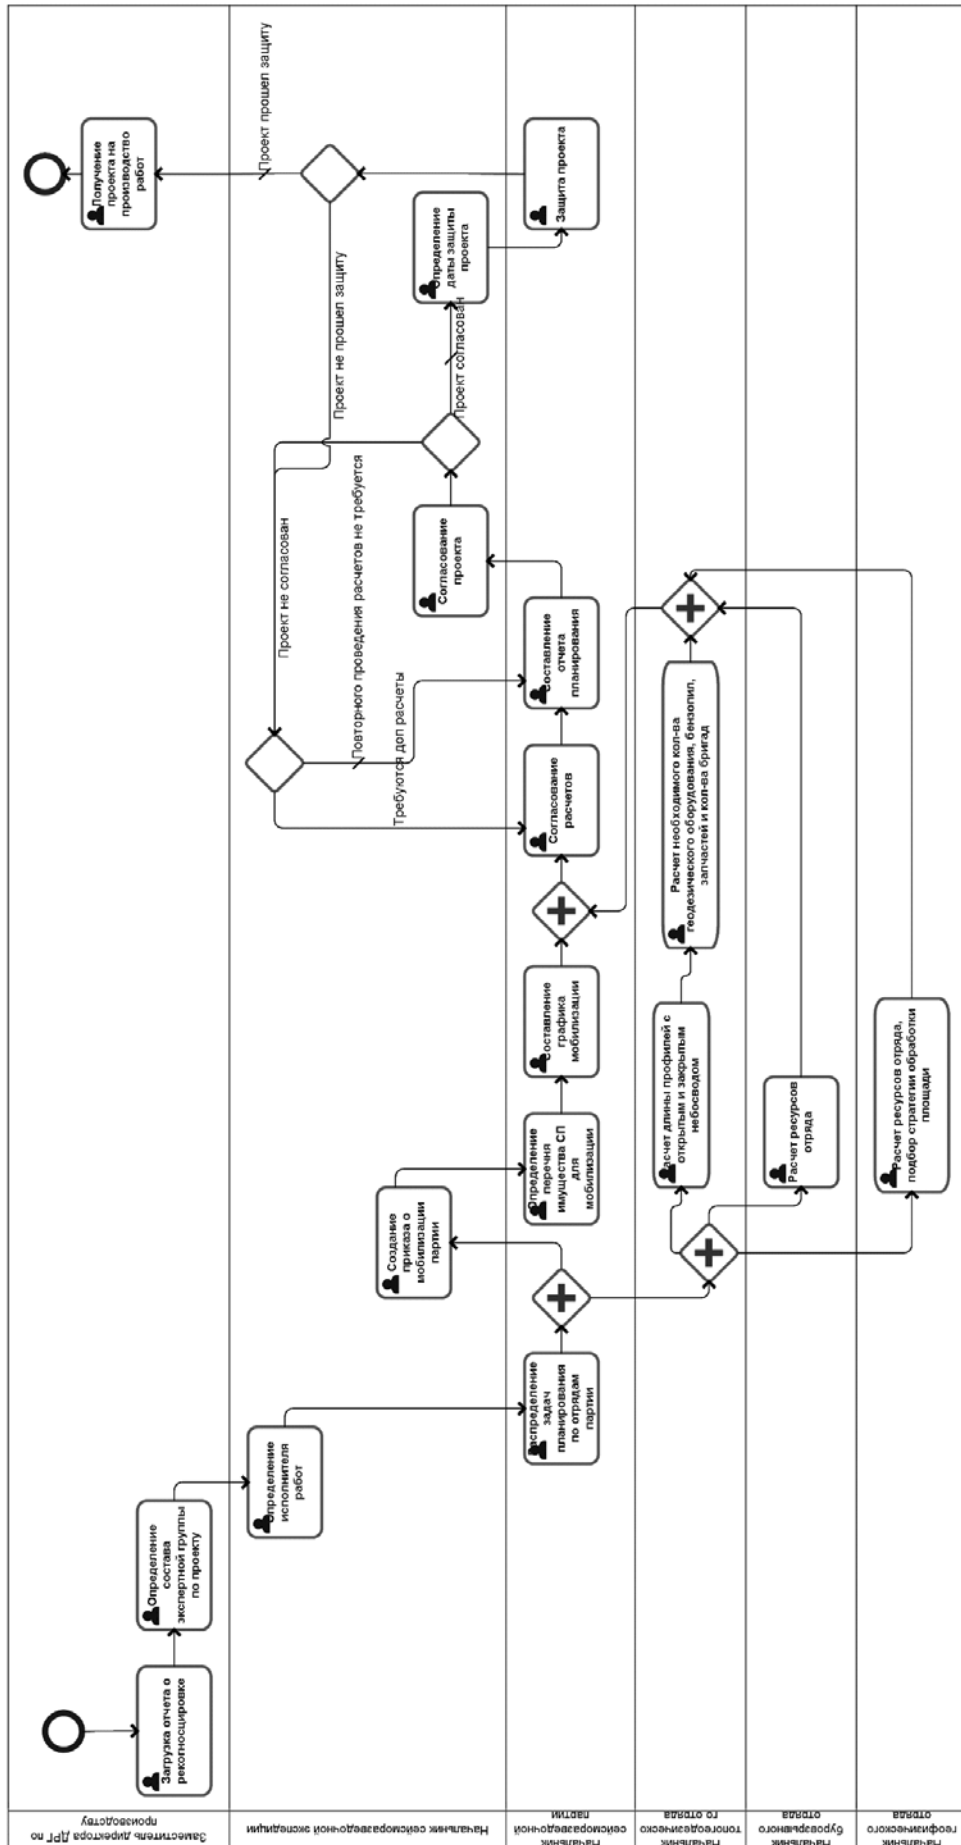 Заместитель директора ДРГ по
производству
Начальник сейсморазведочной экспедиции
Начальник
сейсморазведочной
партии
Начальник
топогеодезическо
го отряда
Начальник
буровзрывного
отряда
Начальник
геофизического
отряда
Загрузка отчета о
рекогносцировке
Определение
состава
экспертной группы
по проекту
Определение
исполнителя
работ
аспределение
задач
планирования
по отрядам
партии
Создание
приказа о
мобилизации
партии
Определение
перечня
имущества СП
для
мобилизации
Составление
графика
мобилизации
асчет длины профилей с
открытым и закрытым
небосводом
Расчет ресурсов
отряда
Расчет ресурсов отряда,
подбор стратегии обработки
площади
Расчет необходимого кол-ва
геодезического оборудования, бензопил,
запчастей и кол-ва бригад
Согласование
расчетов
Составление
отчета
планирования
Требуются доп расчеты
Повторного проведения расчетов не требуется
Проект не согласован
Согласование
проекта
Проект согласован
Определение
даты защиты
проекта
Защита проекта
Проект не прошел защиту
Проект прошел защиту
Получение
проекта на
производство
работ